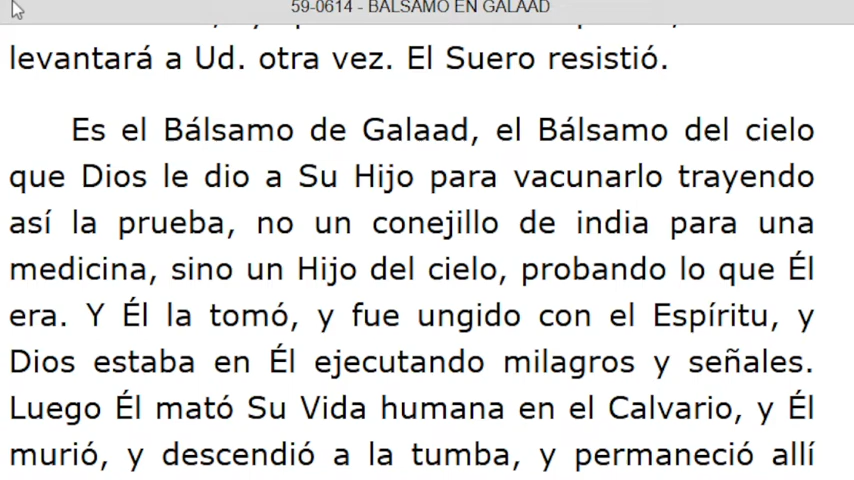 59-0614 - BALSAMO EN GALAAD
levantará a Ud. otra vez. El Suero resistió.
Es el Bálsamo de Galaad, el Bálsamo del cielo
que Dios le dio a Su Hijo para vacunarlo trayendo
así la prueba, no un conejillo de india para una
medicina, sino un Hijo del cielo, probando lo que Él
era. Y Él la tomó, y fue ungido con el Espíritu, y
Dios estaba en Él ejecutando milagros y señales.
Luego Él mató Su Vida humana en el Calvario, y Él
murió, y descendió a la tumba, y permaneció allí